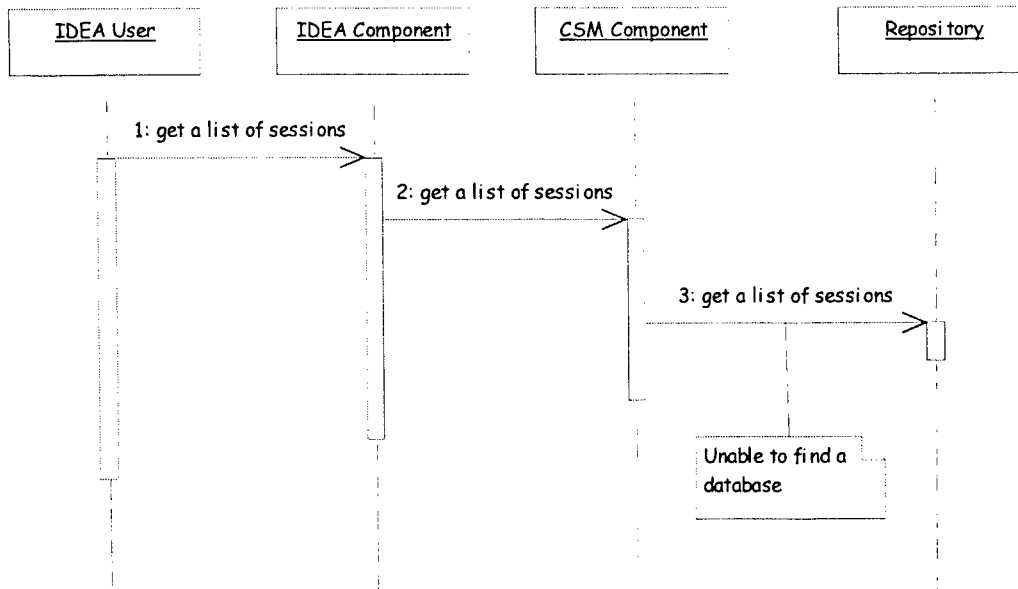 IDEA User
IDEA Component
CSM Component
Repository
1: get a list of sessions
2: get a list of sessions
3: get a list of sessions
Unable to find a
database